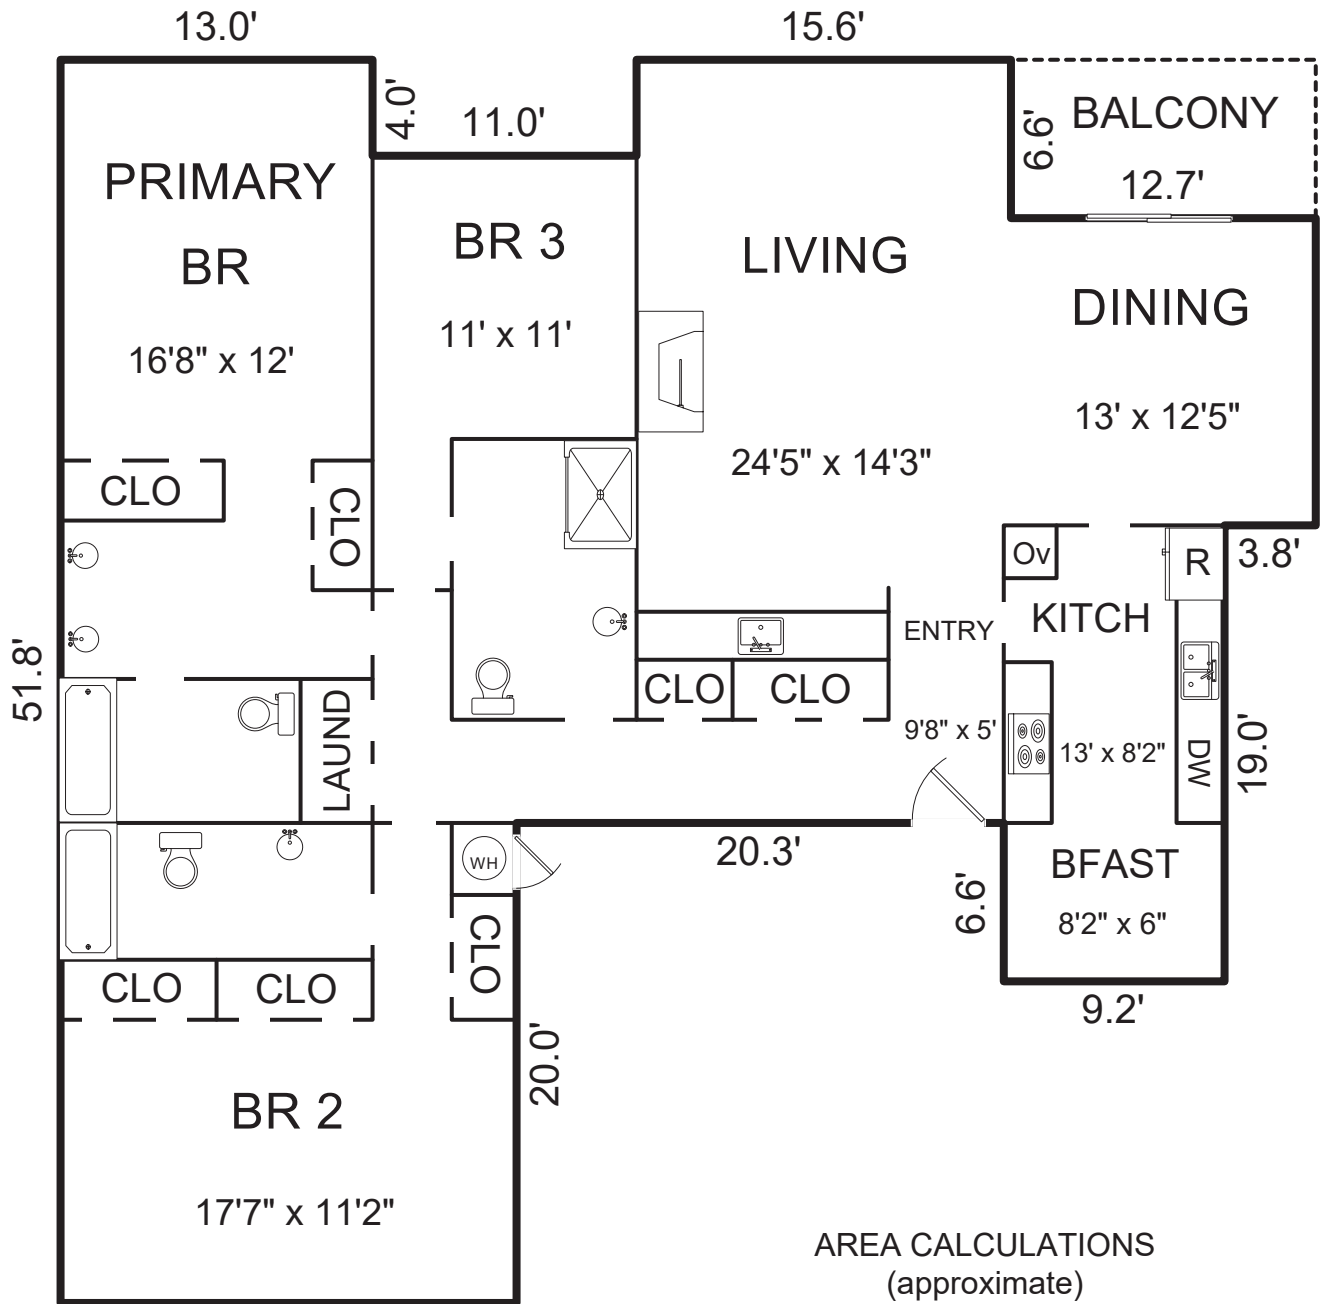 13.0'
15.6'
4.0'
11.0'
6.6'
BALCONY
12.7'
PRIMARY
BR
16'8" x 12'
BR 3
11' x 11'
LIVING
24'5" x 14'3"
DINING
13' x 12'5"
CLO
CLO
Ov
R
3.8'
KITCH
ENTRY
51.8'
CLO
CLO
LAUND
9'8" x 5'
13' x 8'2"
DW
19.0'
20.3'
WH
BFAST
8'2" x 6"
6.6'
CLO
CLO
CLO
9.2'
20.0'
BR 2
17'7" x 11'2"
AREA CALCULATIONS
(approximate)